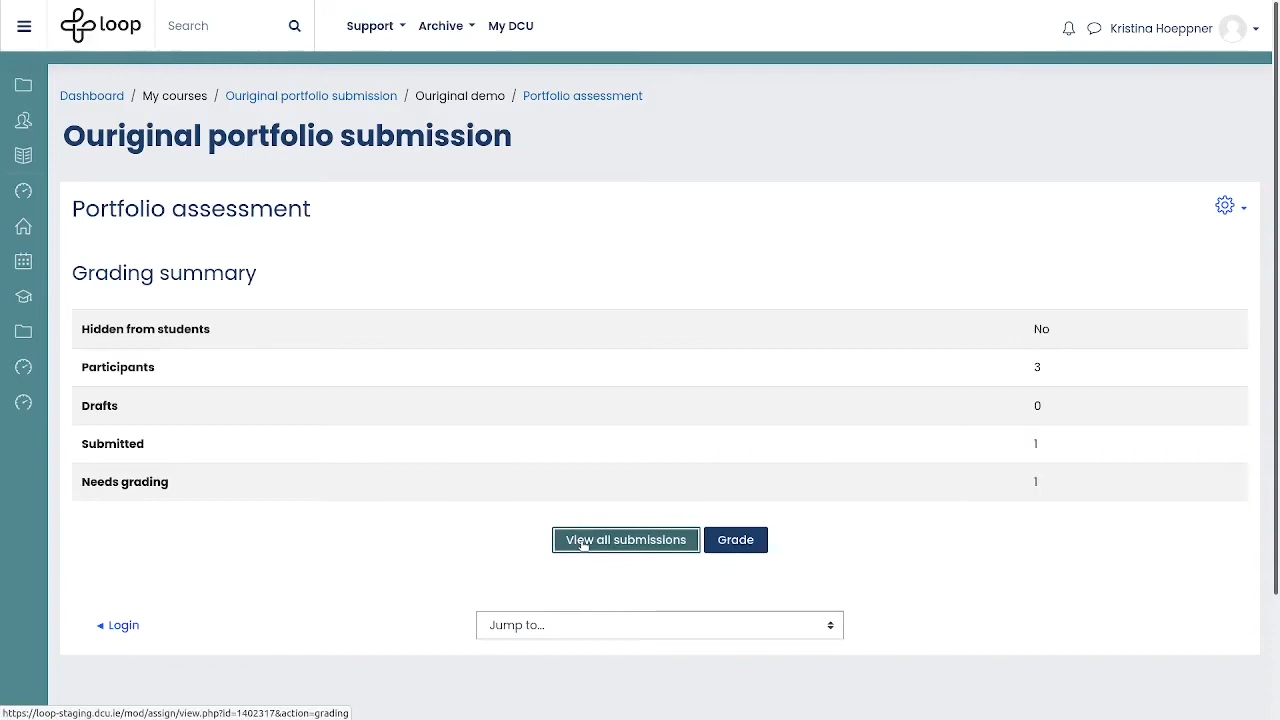 loop
Search
Support
Archive
My DCU
Kristina Hoeppner
Dashboard / My courses / Ouriginal portfolio submission / Ouriginal demo / Portfolio assessment
Ouriginal portfolio submission
Portfolio assessment
Grading summary
Hidden from students No
Participants 3
Drafts 0
Submitted 1
Needs grading 1
View all submissions
Grade
◄ Login
Jump to...
https://loop-staging.dcu.ie/mod/assign/view.php?id=1402317&action=grading